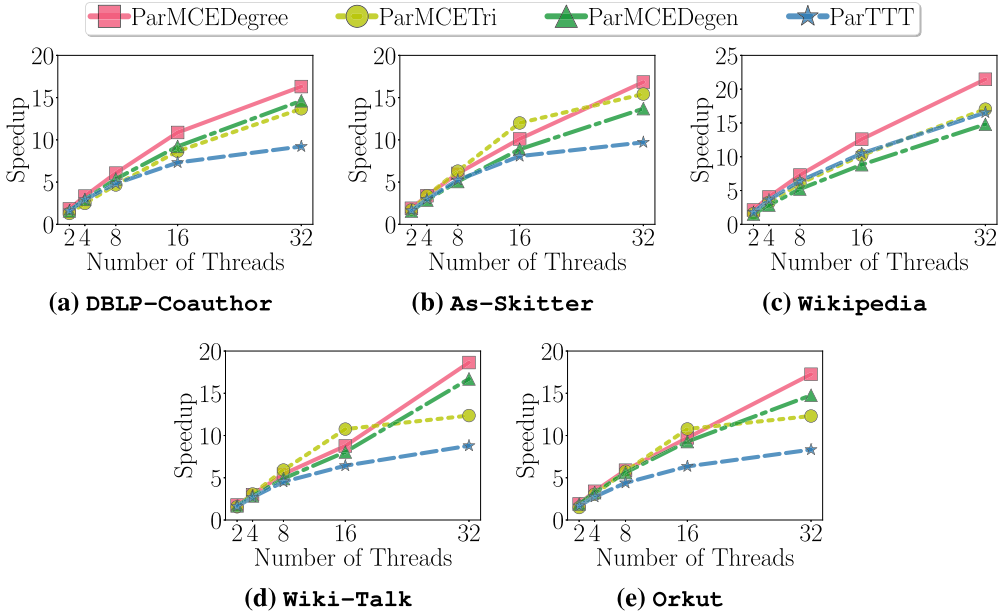 ParMCEDegree ParMCETri ParMCEDegen ParTTT
20
15
10
5
0
Speedup
2 4 8 16 32
Number of Threads
(a) DBLP-Coauthor
20
15
10
5
0
Speedup
2 4 8 16 32
Number of Threads
(b) As-Skitter
25
20
15
10
5
0
Speedup
2 4 8 16 32
Number of Threads
(c) Wikipedia
20
15
10
5
0
Speedup
2 4 8 16 32
Number of Threads
(d) Wiki-Talk
20
15
10
5
0
Speedup
2 4 8 16 32
Number of Threads
(e) Orkut